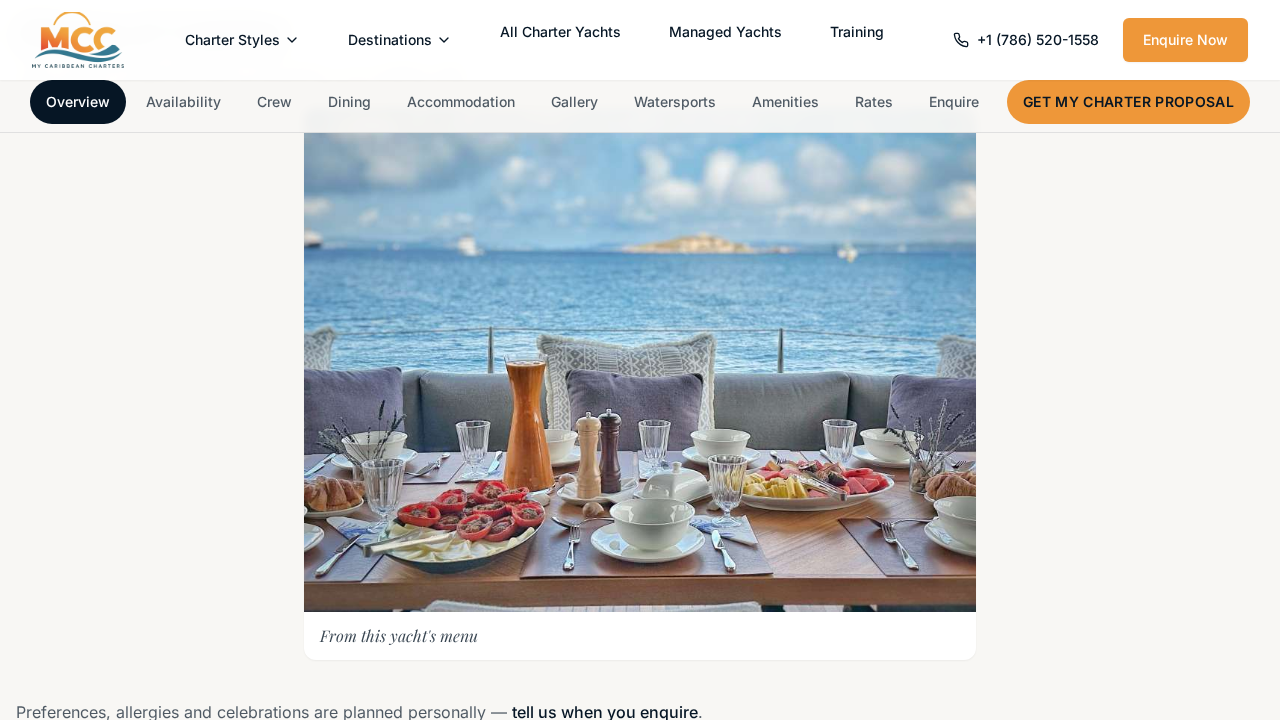 MCC
MY CARIBBEAN CHARTERS
Charter Styles
Destinations
All Charter Yachts
Managed Yachts
Training
+1 (786) 520-1558
Enquire Now
Overview
Availability
Crew
Dining
Accommodation
Gallery
Watersports
Amenities
Rates
Enquire
GET MY CHARTER PROPOSAL
From this yacht's menu
Preferences, allergies and celebrations are planned personally — tell us when you enquire.